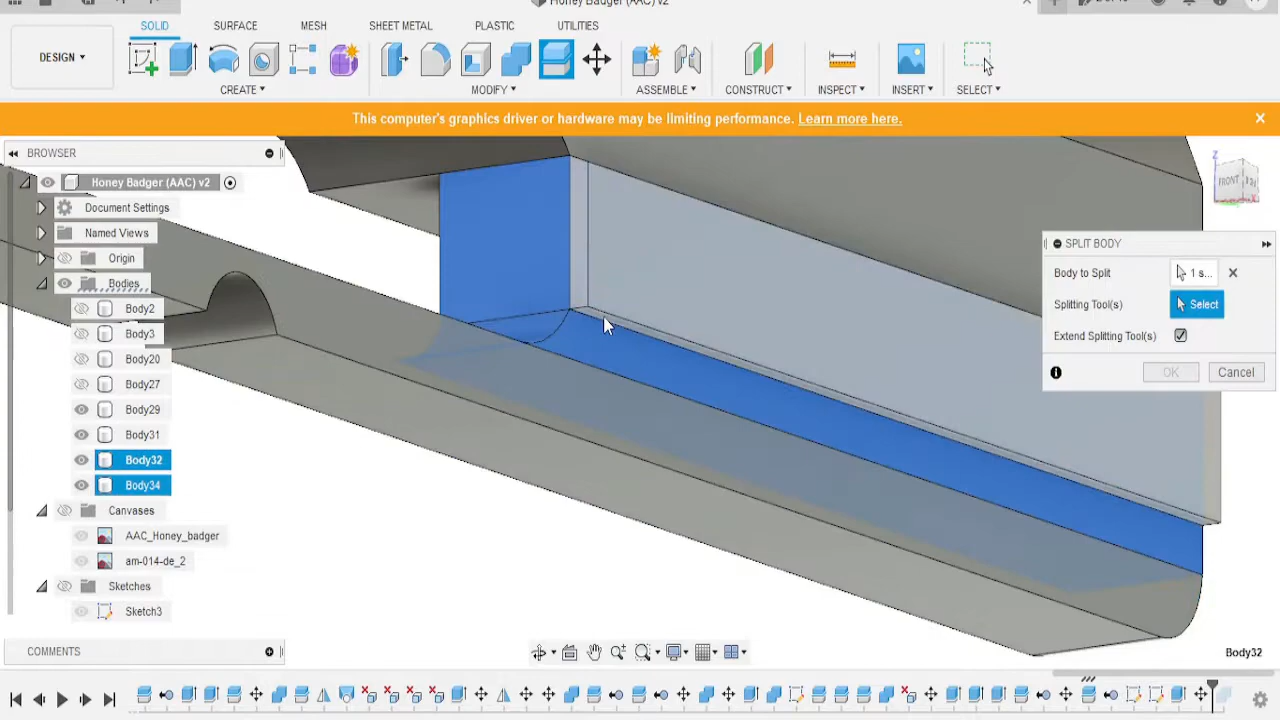 Honey Badger (AAC) v2
SOLID SURFACE MESH SHEET METAL PLASTIC UTILITIES
DESIGN
CREATE MODIFY ASSEMBLE CONSTRUCT INSPECT INSERT SELECT
This computer's graphics driver or hardware may be limiting performance. Learn more here.
BROWSER
Honey Badger (AAC) v2
Document Settings
Named Views
Origin
Bodies
Body2
Body3
Body20
Body27
Body29
Body31
Body32
Body34
Canvases
AAC_Honey_badger
am-014-de_2
Sketches
Sketch3
COMMENTS
Z
FRONT
X
SPLIT BODY
Body to Split 1 s...
Splitting Tool(s) Select
Extend Splitting Tool(s)
OK Cancel
Body32